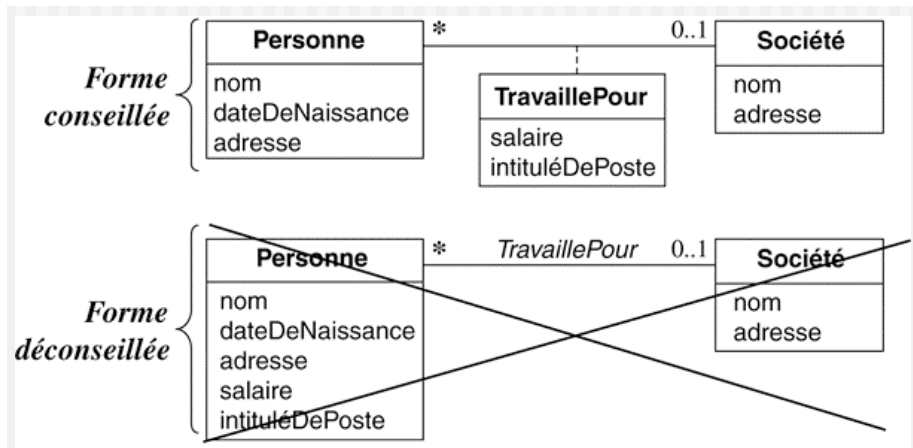 Personne
*
0..1
Société
Forme
conseillée
nom
dateDeNaissance
adresse
TravaillePour
salaire
intituléDePoste
nom
adresse
Personne
*
TravaillePour
0..1
Société
Forme
déconseillée
nom
dateDeNaissance
adresse
salaire
intituléDePoste
nom
adresse